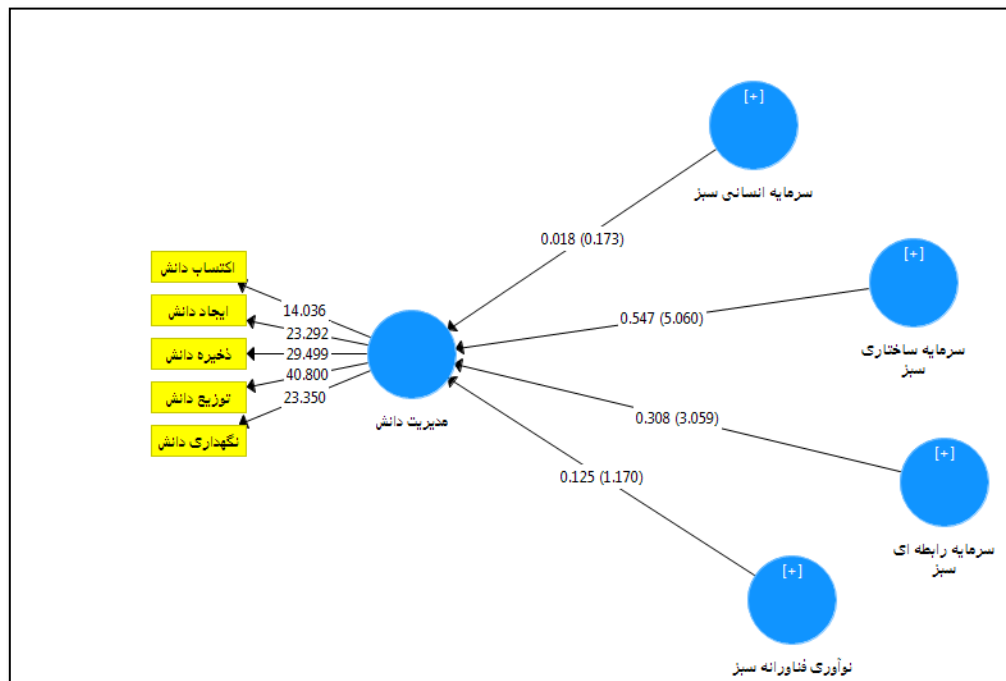 [+]
سرمایه انسانی سبز
0.018 (0.173)
[+]
سرمایه ساختاری
سبز
0.547 (5.060)
اکتساب دانش
14.036
ایجاد دانش
23.292
ذخیره دانش
29.499
توزیع دانش
40.800
نگهداری دانش
23.350
مدیریت دانش
0.308 (3.059)
[+]
سرمایه رابطه ای
سبز
0.125 (1.170)
[+]
نوآوری فناورانه سبز